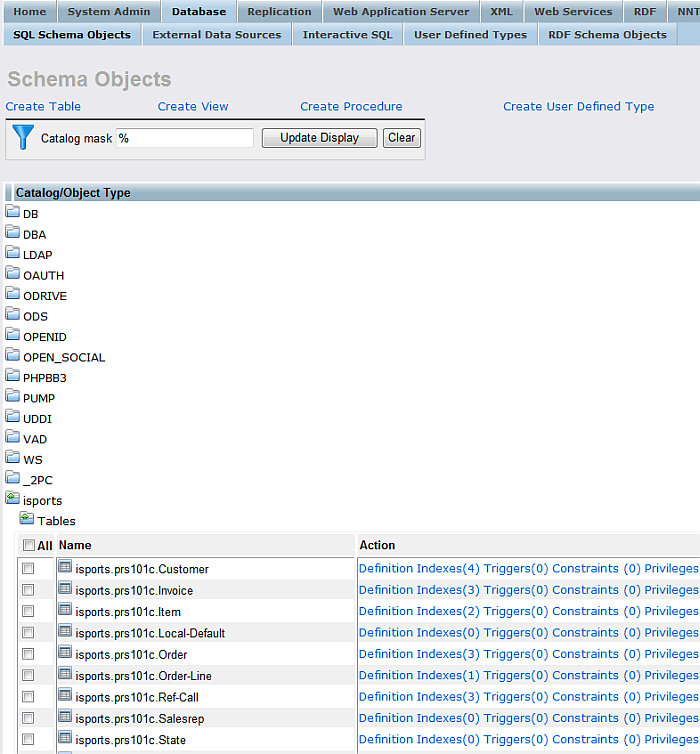 Home System Admin Database Replication Web Application Server XML Web Services RDF NNT
SQL Schema Objects External Data Sources Interactive SQL User Defined Types RDF Schema Objects
Schema Objects
Create Table Create View Create Procedure Create User Defined Type
Catalog mask % Update Display Clear
Catalog/Object Type
DB
DBA
LDAP
OAUTH
ODRIVE
ODS
OPENID
OPEN_SOCIAL
PHPBB3
PUMP
UDDI
VAD
WS
_2PC
isports
Tables
All Name Action
isports.prs101c.Customer Definition Indexes(4) Triggers(0) Constraints (0) Privileges
isports.prs101c.Invoice Definition Indexes(3) Triggers(0) Constraints (0) Privileges
isports.prs101c.Item Definition Indexes(2) Triggers(0) Constraints (0) Privileges
isports.prs101c.Local-Default Definition Indexes(0) Triggers(0) Constraints (0) Privileges
isports.prs101c.Order Definition Indexes(3) Triggers(0) Constraints (0) Privileges
isports.prs101c.Order-Line Definition Indexes(1) Triggers(0) Constraints (0) Privileges
isports.prs101c.Ref-Call Definition Indexes(3) Triggers(0) Constraints (0) Privileges
isports.prs101c.Salesrep Definition Indexes(0) Triggers(0) Constraints (0) Privileges
isports.prs101c.State Definition Indexes(0) Triggers(0) Constraints (0) Privileges